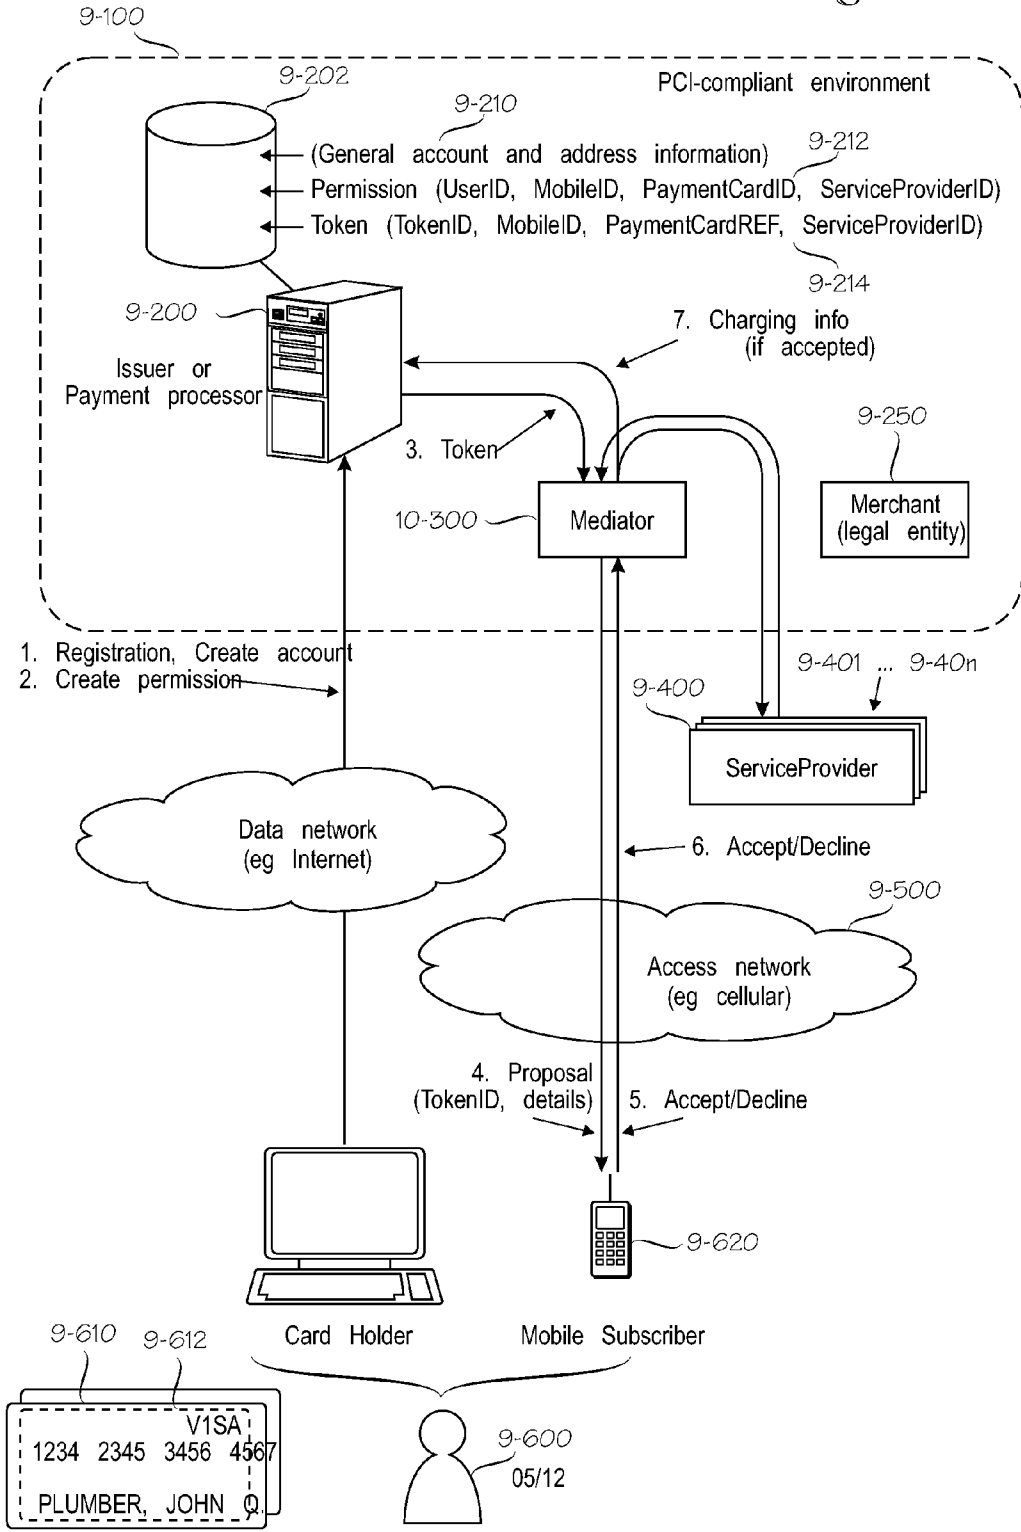 9-100
9-202
PCI-compliant environment
9-210
(General account and address information)
9-212
Permission (UserID, MobileID, PaymentCardID, ServiceProviderID)
Token (TokenID, MobileID, PaymentCardREF, ServiceProviderID)
9-214
9-200
7. Charging info
(if accepted)
Issuer or
Payment processor
9-250
3. Token
10-300
Mediator
Merchant
(legal entity)
1. Registration, Create account
2. Create permission
9-401 ... 9-40n
9-400
ServiceProvider
Data network
(eg Internet)
6. Accept/Decline
9-500
Access network
(eg cellular)
4. Proposal
(TokenID, details)
5. Accept/Decline
9-620
Card Holder
Mobile Subscriber
9-610
9-612
V1SA
1234 2345 3456 4567
9-600
05/12
PLUMBER, JOHN Q.